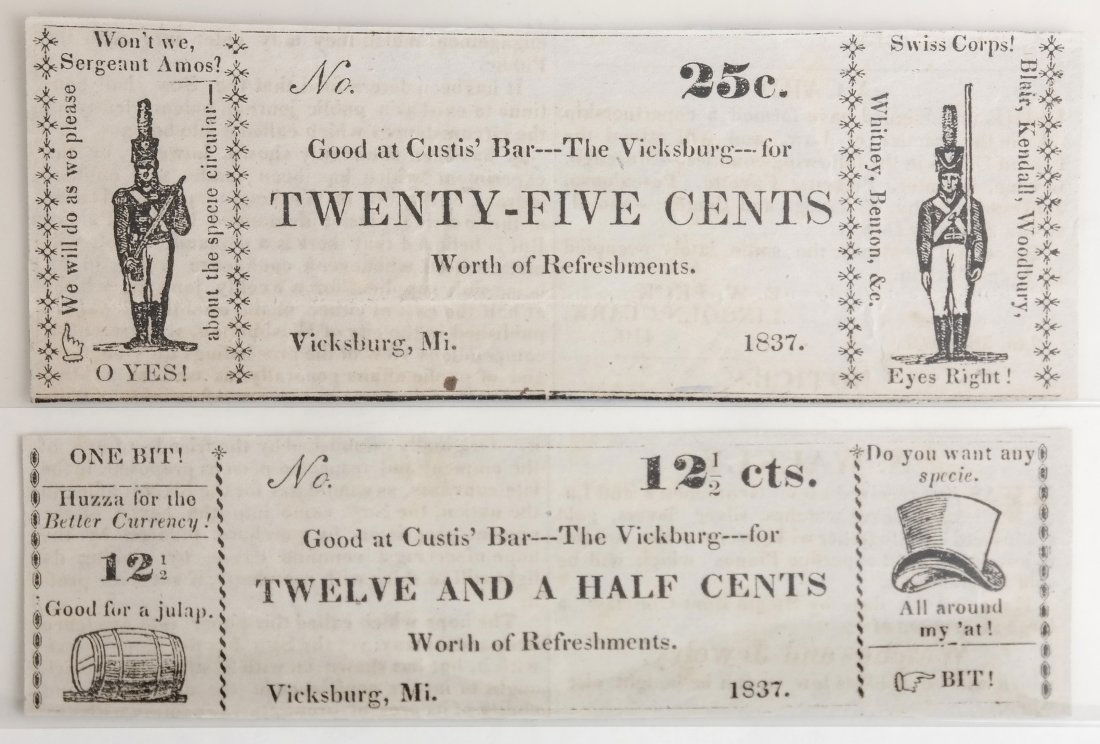 Won't we,
Sergeant Amos?
We will do as we please
about the specie circular—
O YES!
No.
25c.
Good at Custis' Bar---The Vicksburg---for
TWENTY-FIVE CENTS
Worth of Refreshments.
Vicksburg, Mi.
1837.
Swiss Corps!
Whitney, Benton, &c.
Blair, Kendall, Woodbury,
Eyes Right!
ONE BIT!
Huzza for the
Better Currency!
12 1/2
Good for a julap.
No.
12 1/2 cts.
Good at Custis' Bar---The Vickburg---for
TWELVE AND A HALF CENTS
Worth of Refreshments.
Vicksburg, Mi.
1837.
Do you want any
specie.
All around
my 'at!
BIT!